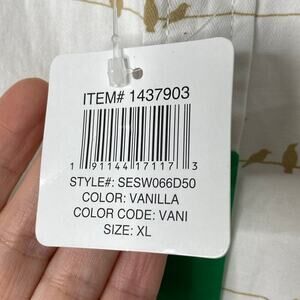 ITEM# 1437903
1 91144 17117 3
STYLE#: SESW066D50
COLOR: VANILLA
COLOR CODE: VANI
SIZE: XL